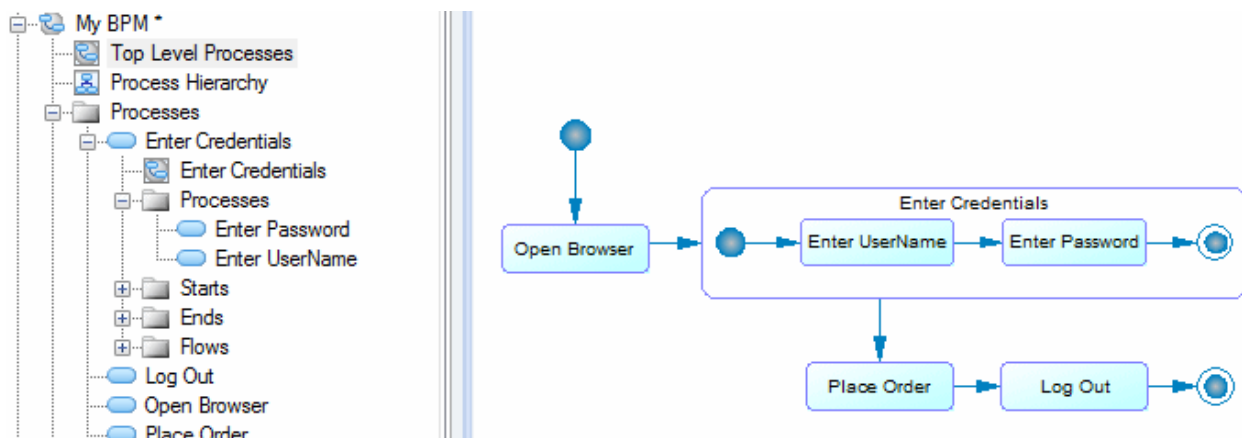 My BPM *
Top Level Processes
Process Hierarchy
Processes
Enter Credentials
Enter Credentials
Processes
Enter Password
Enter UserName
Starts
Ends
Flows
Log Out
Open Browser
Place Order
Enter Credentials
Open Browser
Enter UserName
Enter Password
Place Order
Log Out